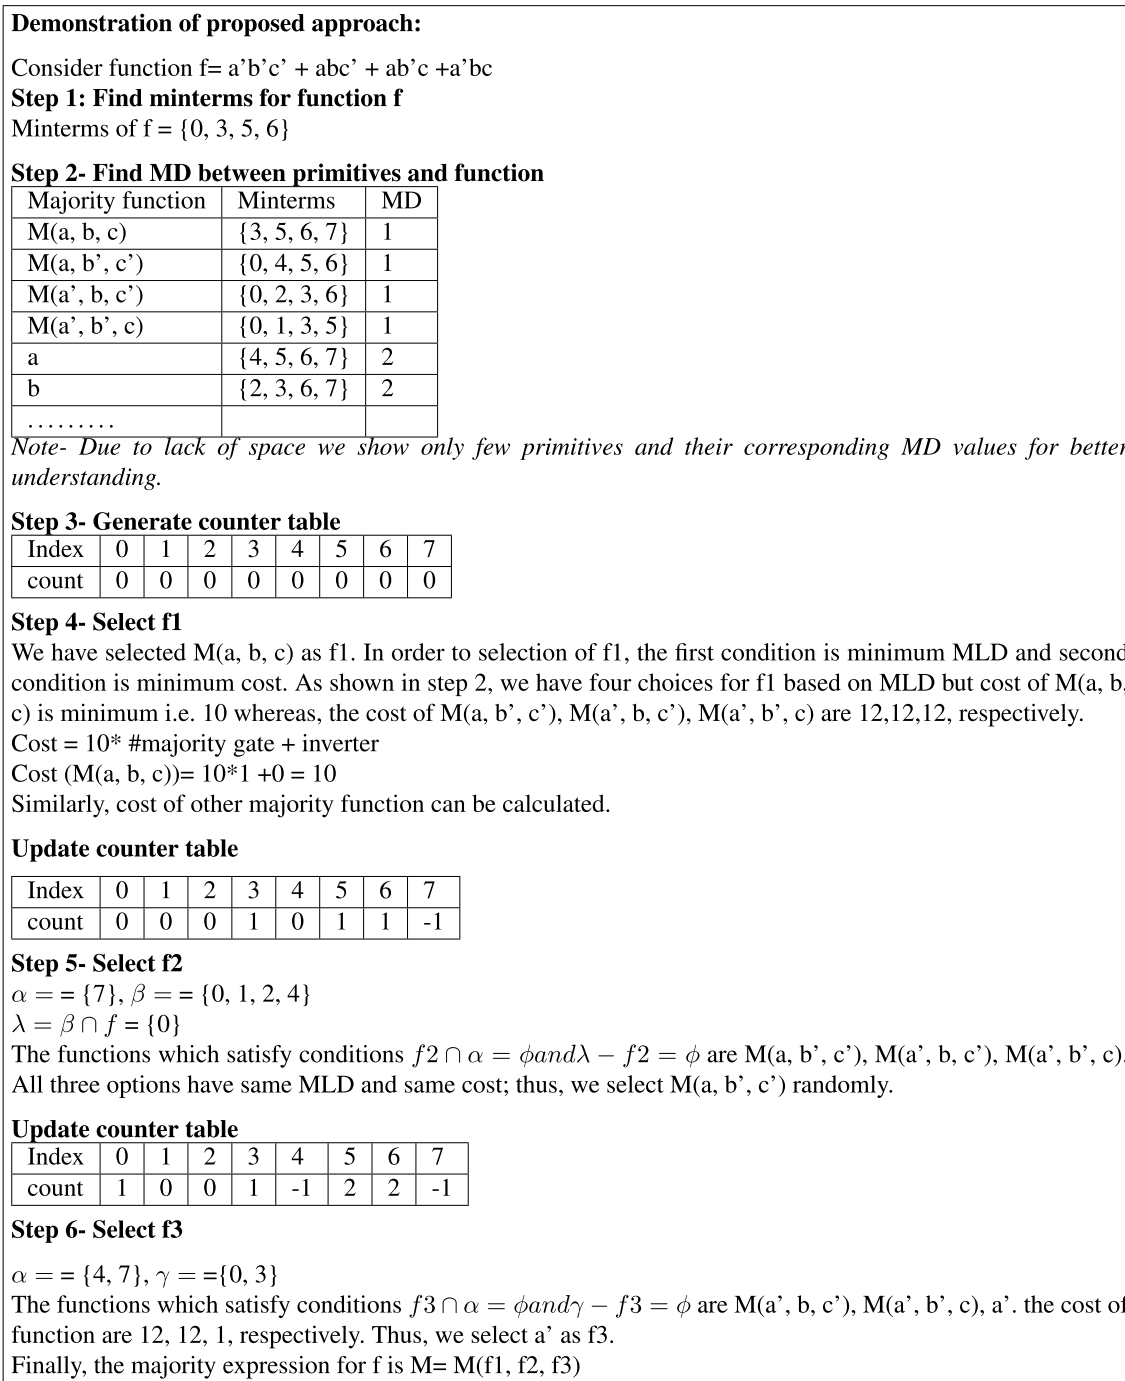 Demonstration of proposed approach:
Consider function f= a’b’c’ + abc’ + ab’c +a’bc
Step 1: Find minterms for function f
Minterms of f = {0, 3, 5, 6}
Step 2- Find MD between primitives and function
Majority function Minterms MD
M(a, b, c) {3, 5, 6, 7} 1
M(a, b’, c’) {0, 4, 5, 6} 1
M(a’, b, c’) {0, 2, 3, 6} 1
M(a’, b’, c) {0, 1, 3, 5} 1
a {4, 5, 6, 7} 2
b {2, 3, 6, 7} 2
.........
Note- Due to lack of space we show only few primitives and their corresponding MD values for better
understanding.
Step 3- Generate counter table
Index 0 1 2 3 4 5 6 7
count 0 0 0 0 0 0 0 0
Step 4- Select f1
We have selected M(a, b, c) as f1. In order to selection of f1, the first condition is minimum MLD and second
condition is minimum cost. As shown in step 2, we have four choices for f1 based on MLD but cost of M(a, b,
c) is minimum i.e. 10 whereas, the cost of M(a, b’, c’), M(a’, b, c’), M(a’, b’, c) are 12,12,12, respectively.
Cost = 10* #majority gate + inverter
Cost (M(a, b, c))= 10*1 +0 = 10
Similarly, cost of other majority function can be calculated.
Update counter table
Index 0 1 2 3 4 5 6 7
count 0 0 0 1 0 1 1 -1
Step 5- Select f2
α = = {7}, β = = {0, 1, 2, 4}
λ = β ∩ f = {0}
The functions which satisfy conditions f2 ∩ α = ϕandλ − f2 = ϕ are M(a, b’, c’), M(a’, b, c’), M(a’, b’, c).
All three options have same MLD and same cost; thus, we select M(a, b’, c’) randomly.
Update counter table
Index 0 1 2 3 4 5 6 7
count 1 0 0 1 -1 2 2 -1
Step 6- Select f3
α = = {4, 7}, γ = ={0, 3}
The functions which satisfy conditions f3 ∩ α = ϕandγ − f3 = ϕ are M(a’, b, c’), M(a’, b’, c), a’. the cost of
function are 12, 12, 1, respectively. Thus, we select a’ as f3.
Finally, the majority expression for f is M= M(f1, f2, f3)